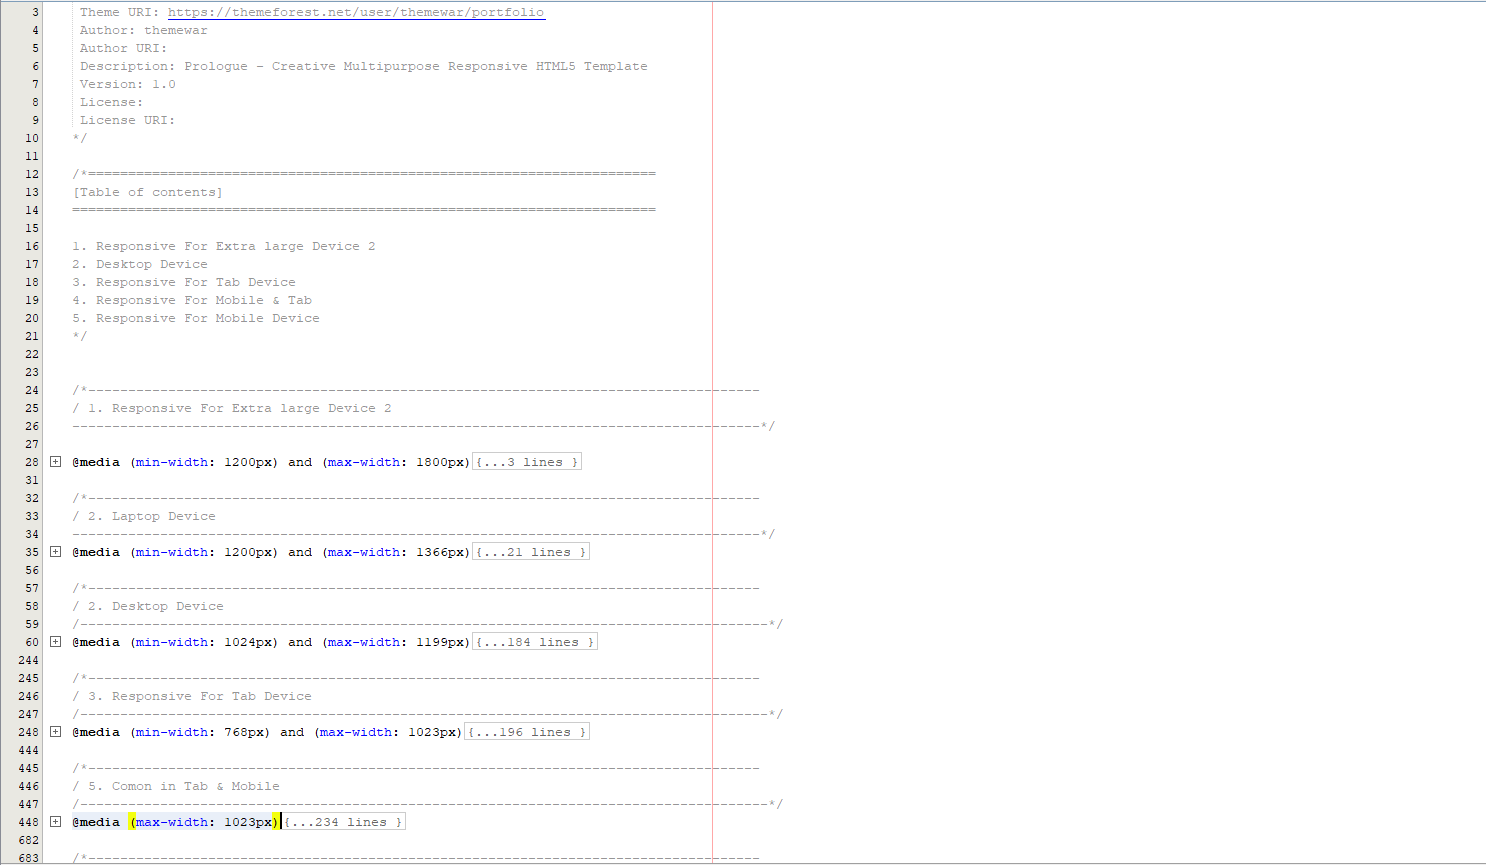 3 Theme URI: https://themeforest.net/user/themewar/portfolio
4 Author: themewar
5 Author URI:
6 Description: Prologue - Creative Multipurpose Responsive HTML5 Template
7 Version: 1.0
8 License:
9 License URI:
10 */
11
12 /*=======================================================================
13 [Table of contents]
14 =========================================================================
15
16 1. Responsive For Extra large Device 2
17 2. Desktop Device
18 3. Responsive For Tab Device
19 4. Responsive For Mobile & Tab
20 5. Responsive For Mobile Device
21 */
22
23
24 /*------------------------------------------------------------------------------------
25 / 1. Responsive For Extra large Device 2
26 --------------------------------------------------------------------------------------*/
27
28 @media (min-width: 1200px) and (max-width: 1800px){...3 lines }
31
32 /*------------------------------------------------------------------------------------
33 / 2. Laptop Device
34 --------------------------------------------------------------------------------------*/
35 @media (min-width: 1200px) and (max-width: 1366px){...21 lines }
56
57 /*------------------------------------------------------------------------------------
58 / 2. Desktop Device
59 /--------------------------------------------------------------------------------------*/
60 @media (min-width: 1024px) and (max-width: 1199px){...184 lines }
244
245 /*------------------------------------------------------------------------------------
246 / 3. Responsive For Tab Device
247 /--------------------------------------------------------------------------------------*/
248 @media (min-width: 768px) and (max-width: 1023px){...196 lines }
444
445 /*------------------------------------------------------------------------------------
446 / 5. Comon in Tab & Mobile
447 /--------------------------------------------------------------------------------------*/
448 @media (max-width: 1023px){...234 lines }
682
683 /*------------------------------------------------------------------------------------